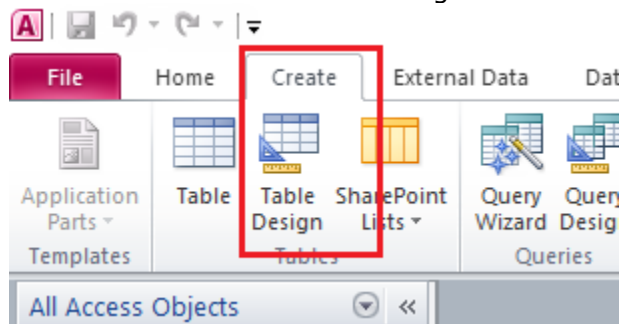 A
File Home Create External Data Dat
Application Parts Table Table Design SharePoint Lists Query Wizard Query Desig
Templates Tables Queries
All Access Objects «